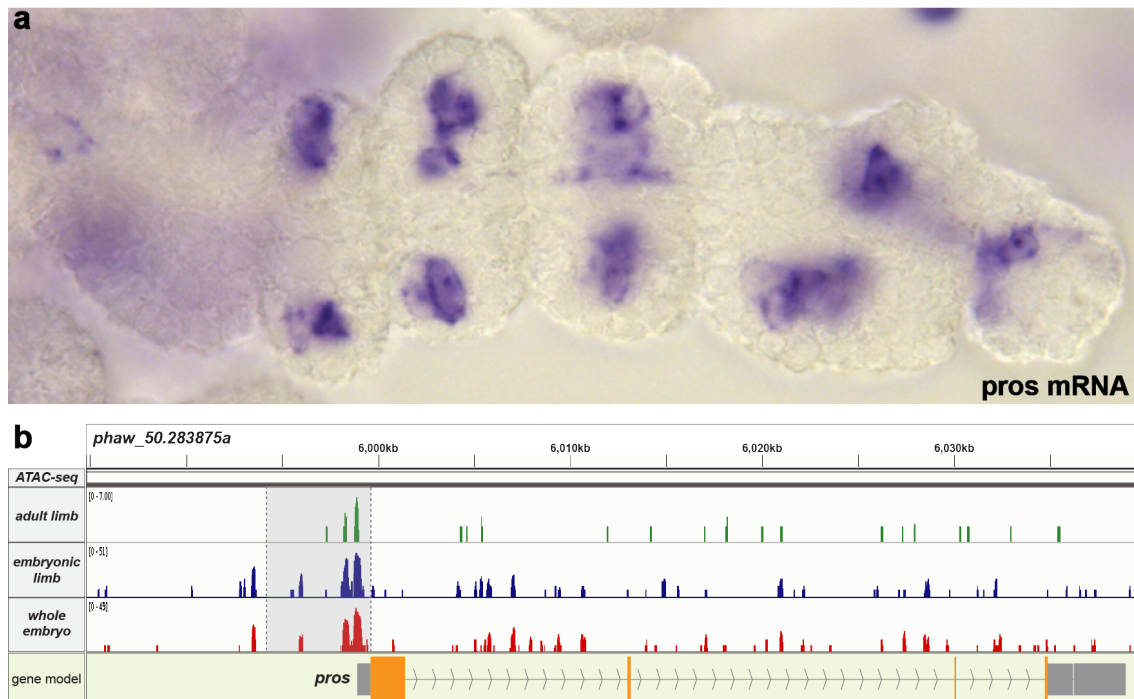 a
pros mRNA
b
phaw_50.283875a
6,000kb 6,010kb 6,020kb 6,030kb
ATAC-seq
adult limb
[0 - 7.00]
embryonic
limb
[0 - 51]
whole
embryo
[0 - 49]
gene model
pros